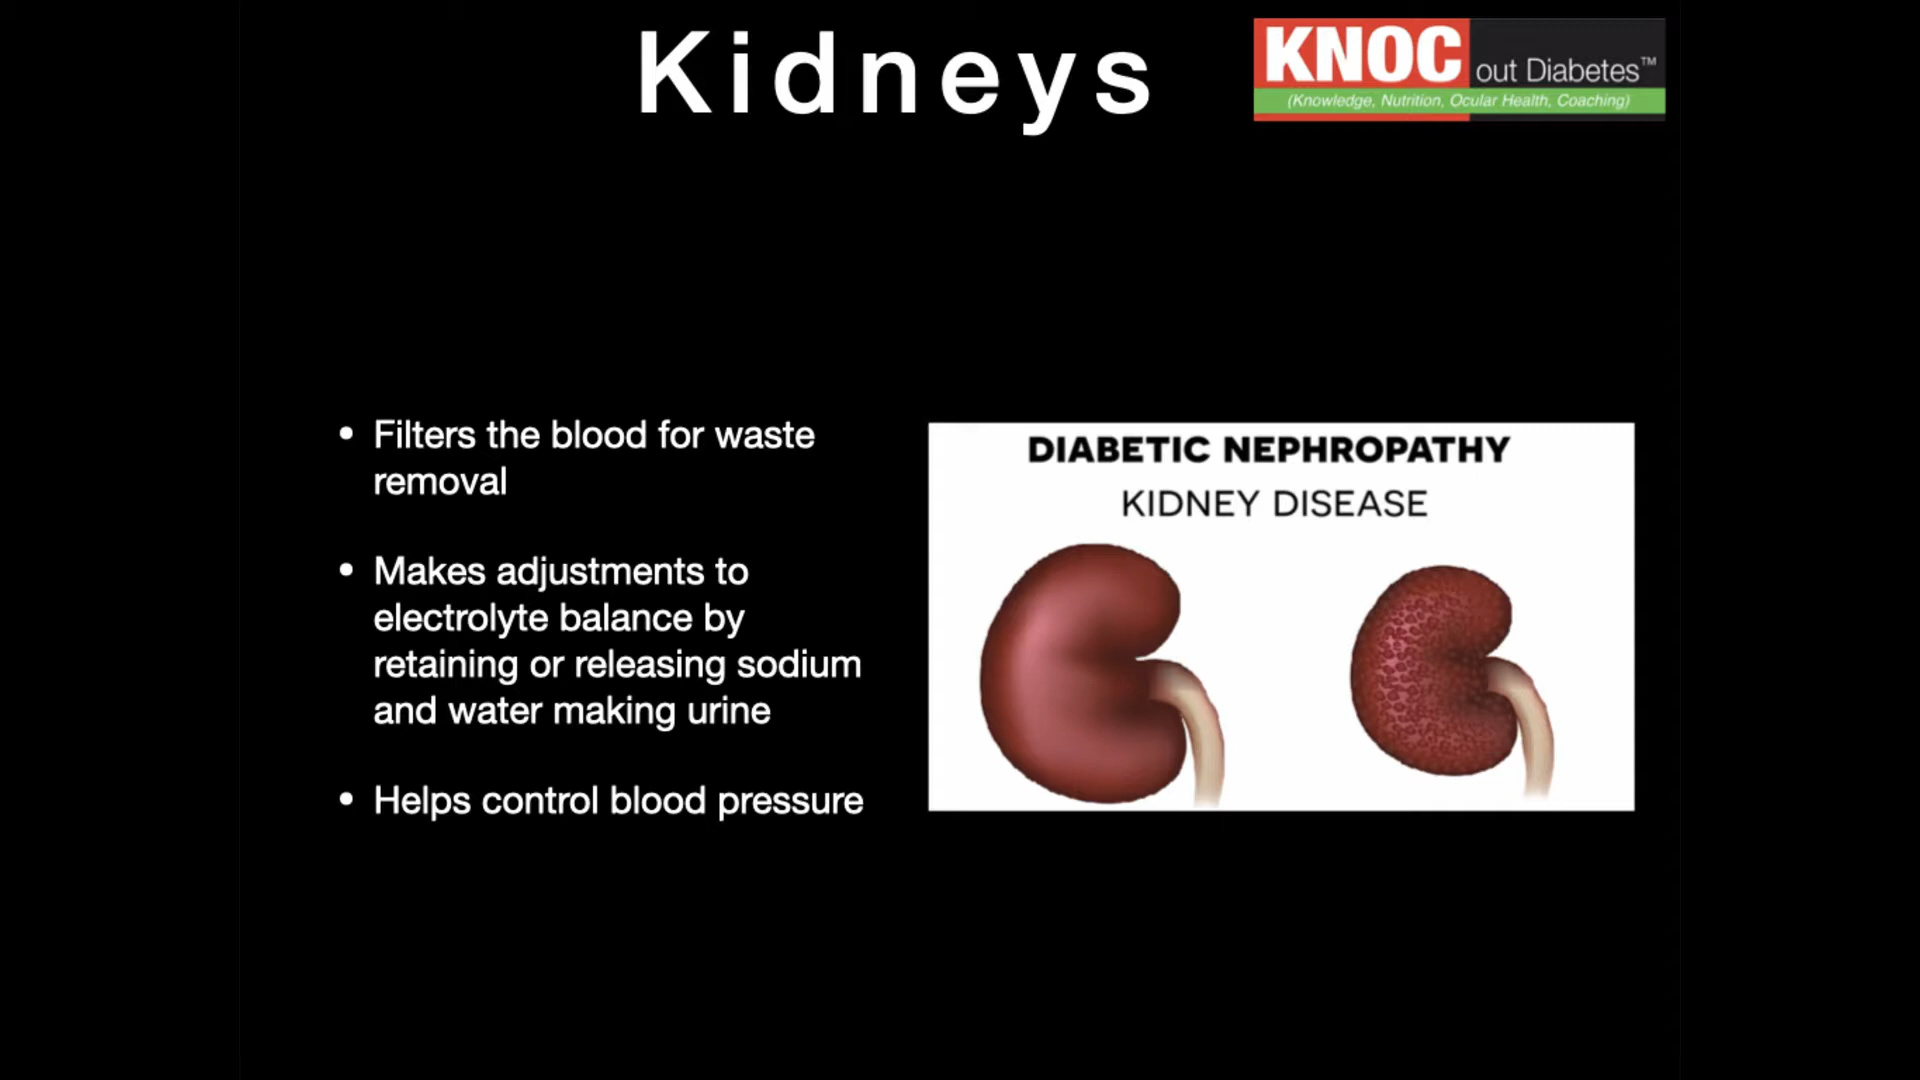 Kidneys
KNOC out Diabetes™
(Knowledge, Nutrition, Ocular Health, Coaching)
• Filters the blood for waste
removal
• Makes adjustments to
electrolyte balance by
retaining or releasing sodium
and water making urine
• Helps control blood pressure
DIABETIC NEPHROPATHY
KIDNEY DISEASE